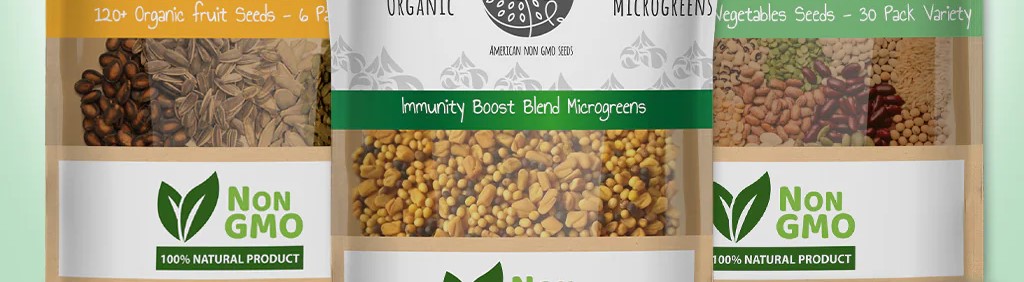 120+ Organic fruit Seeds - 6
NON
GMO
100% NATURAL PRODUCT
ORGANIC
MICROGREENS
AMERICAN NON GMO SEEDS
Immunity Boost Blend Microgreens
Vegetables Seeds - 30 Pack Variety
NON
GMO
100% NATURAL PRODUCT